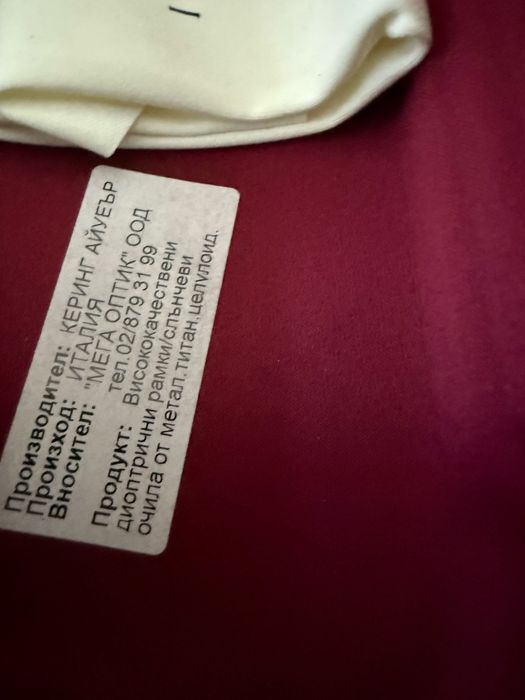 Производител: КЕРИНГ АЙУЕЪР
Произход: ИТАЛИЯ
Вносител: "МЕГА ОПТИК" ООД
тел.02/879 31 99
Продукт: Висококачествени
диоптрични рамки/слънчеви
очила от метал.титан.целулоид.